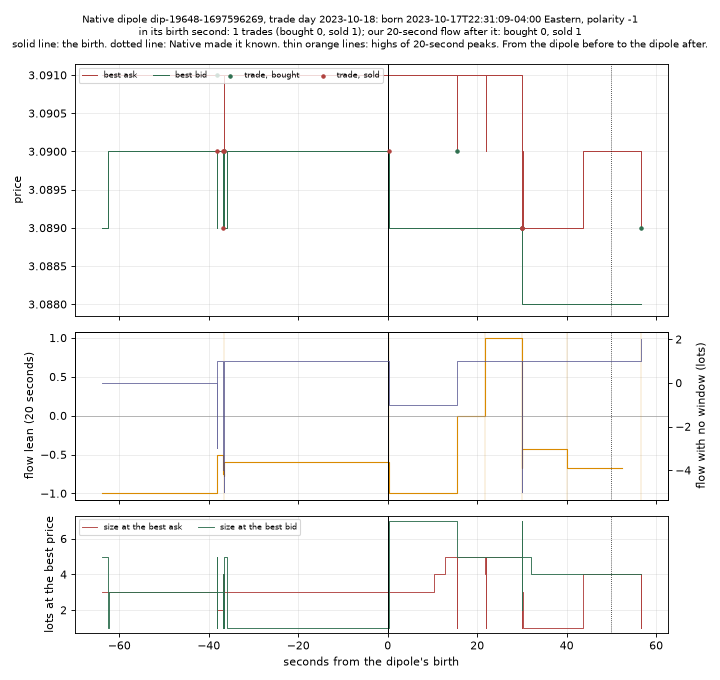 Native dipole dip-19648-1697596269, trade day 2023-10-18: born 2023-10-17T22:31:09-04:00 Eastern, polarity -1
in its birth second: 1 trades (bought 0, sold 1); our 20-second flow after it: bought 0, sold 1
solid line: the birth. dotted line: Native made it known. thin orange lines: highs of 20-second peaks. From the dipole before to the dipole after.
best ask best bid trade, bought trade, sold
3.0910
3.0905
3.0900
3.0895
3.0890
3.0885
3.0880
price
1.0
0.5
0.0
−0.5
−1.0
flow lean (20 seconds)
2
0
−2
−4
flow with no window (lots)
size at the best ask size at the best bid
6
4
2
lots at the best price
−60 −40 −20 0 20 40 60
seconds from the dipole's birth